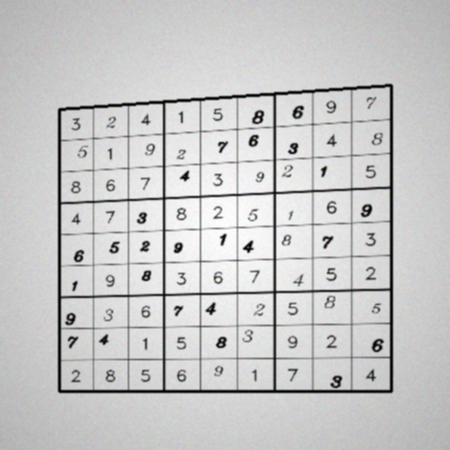 3 2 4 1 5 8 6 9 7
5 1 9 2 7 6 3 4 8
8 6 7 4 3 9 2 1 5
4 7 3 8 2 5 1 6 9
6 5 2 9 1 4 8 7 3
1 9 8 3 6 7 4 5 2
9 3 6 7 4 2 5 8 5
7 4 1 5 8 3 9 2 6
2 8 5 6 9 1 7 3 4